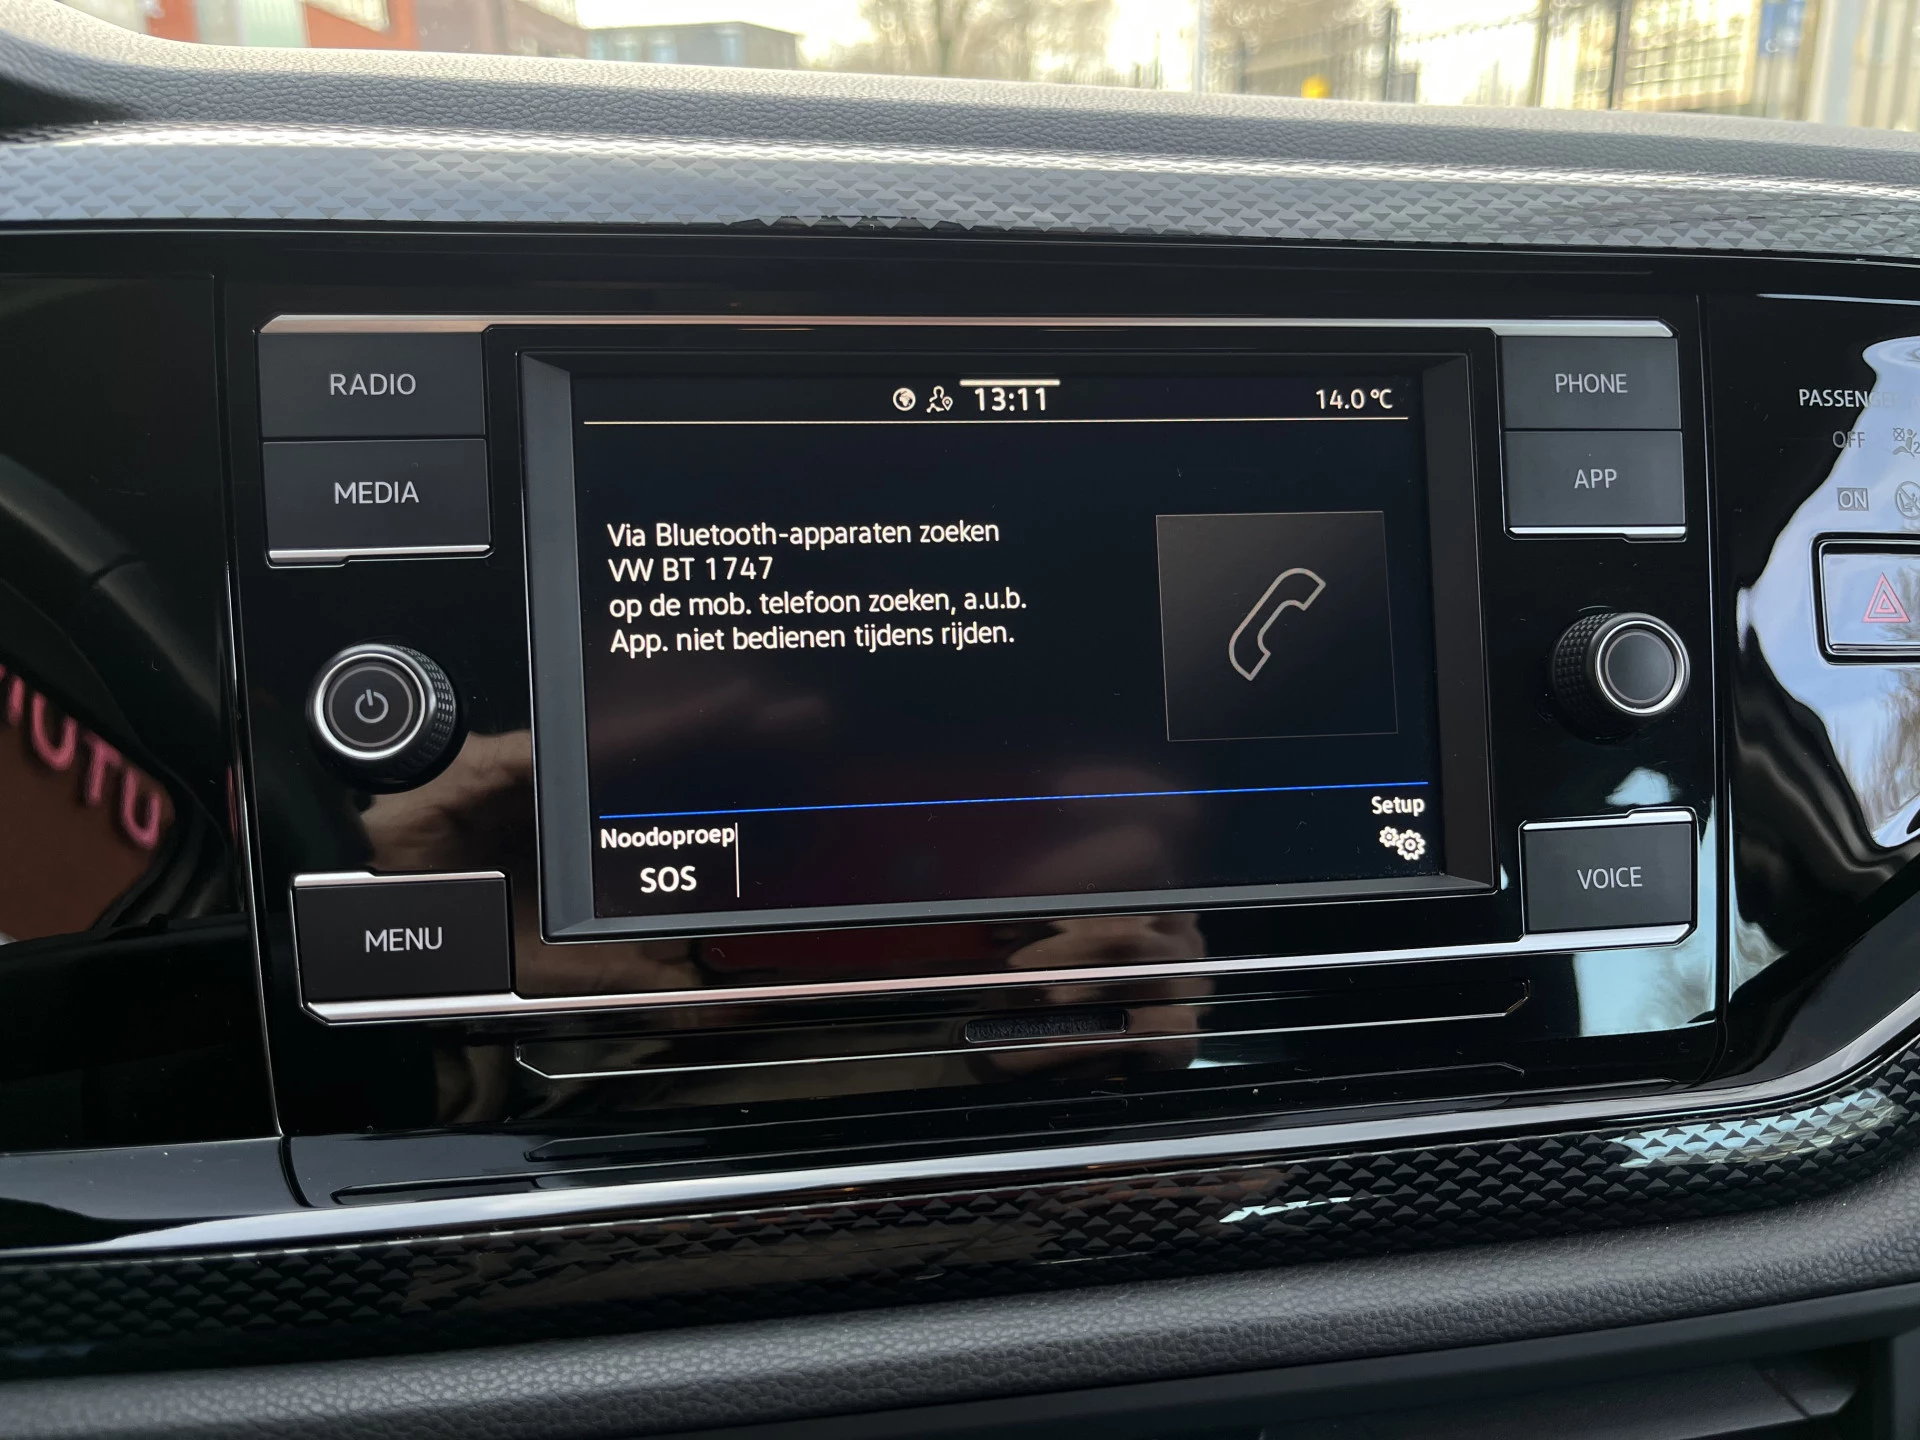 RADIO
MEDIA
MENU
13:11
14.0 °C
Via Bluetooth-apparaten zoeken
VW BT 1747
op de mob. telefoon zoeken, a.u.b.
App. niet bedienen tijdens rijden.
Noodoproep
SOS
Setup
PHONE
APP
VOICE
OFF
ON